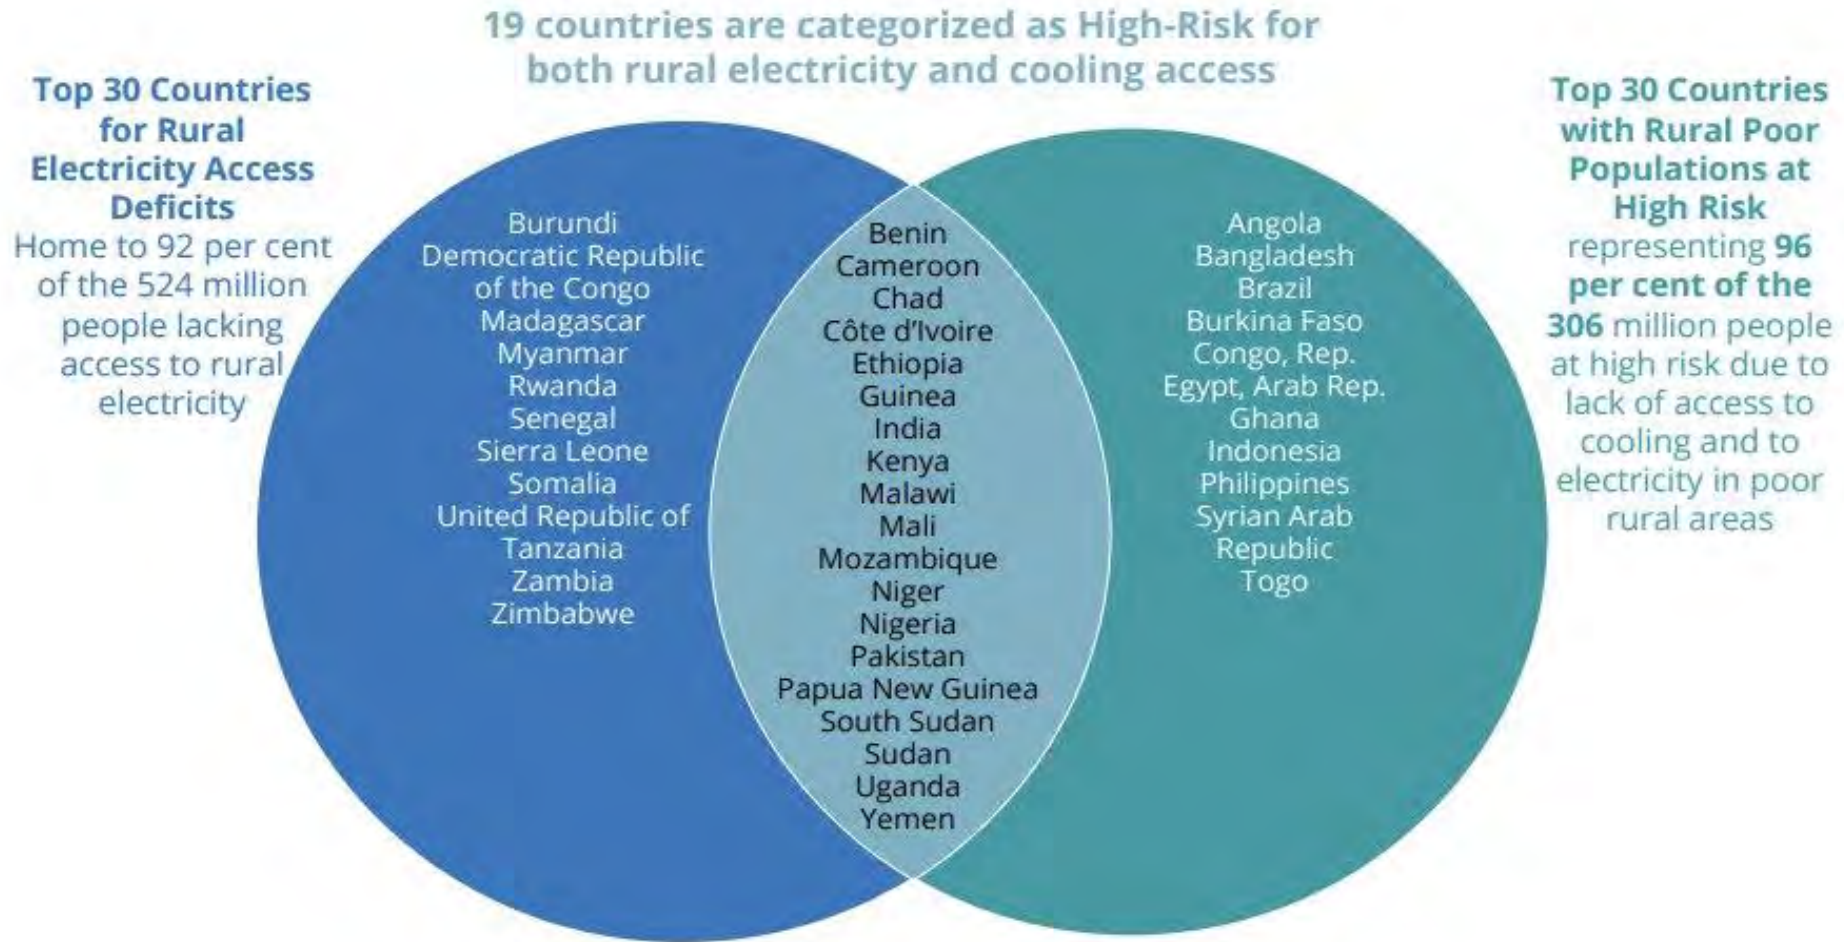 19 countries are categorized as High-Risk for
both rural electricity and cooling access
Top 30 Countries
for Rural
Electricity Access
Deficits
Home to 92 per cent
of the 524 million
people lacking
access to rural
electricity
Burundi
Democratic Republic
of the Congo
Madagascar
Myanmar
Rwanda
Senegal
Sierra Leone
Somalia
United Republic of
Tanzania
Zambia
Zimbabwe
Benin
Cameroon
Chad
Côte d’Ivoire
Ethiopia
Guinea
India
Kenya
Malawi
Mali
Mozambique
Niger
Nigeria
Pakistan
Papua New Guinea
South Sudan
Sudan
Uganda
Yemen
Angola
Bangladesh
Brazil
Burkina Faso
Congo, Rep.
Egypt, Arab Rep.
Ghana
Indonesia
Philippines
Syrian Arab
Republic
Togo
Top 30 Countries
with Rural Poor
Populations at
High Risk
representing 96
per cent of the
306 million people
at high risk due to
lack of access to
cooling and to
electricity in poor
rural areas